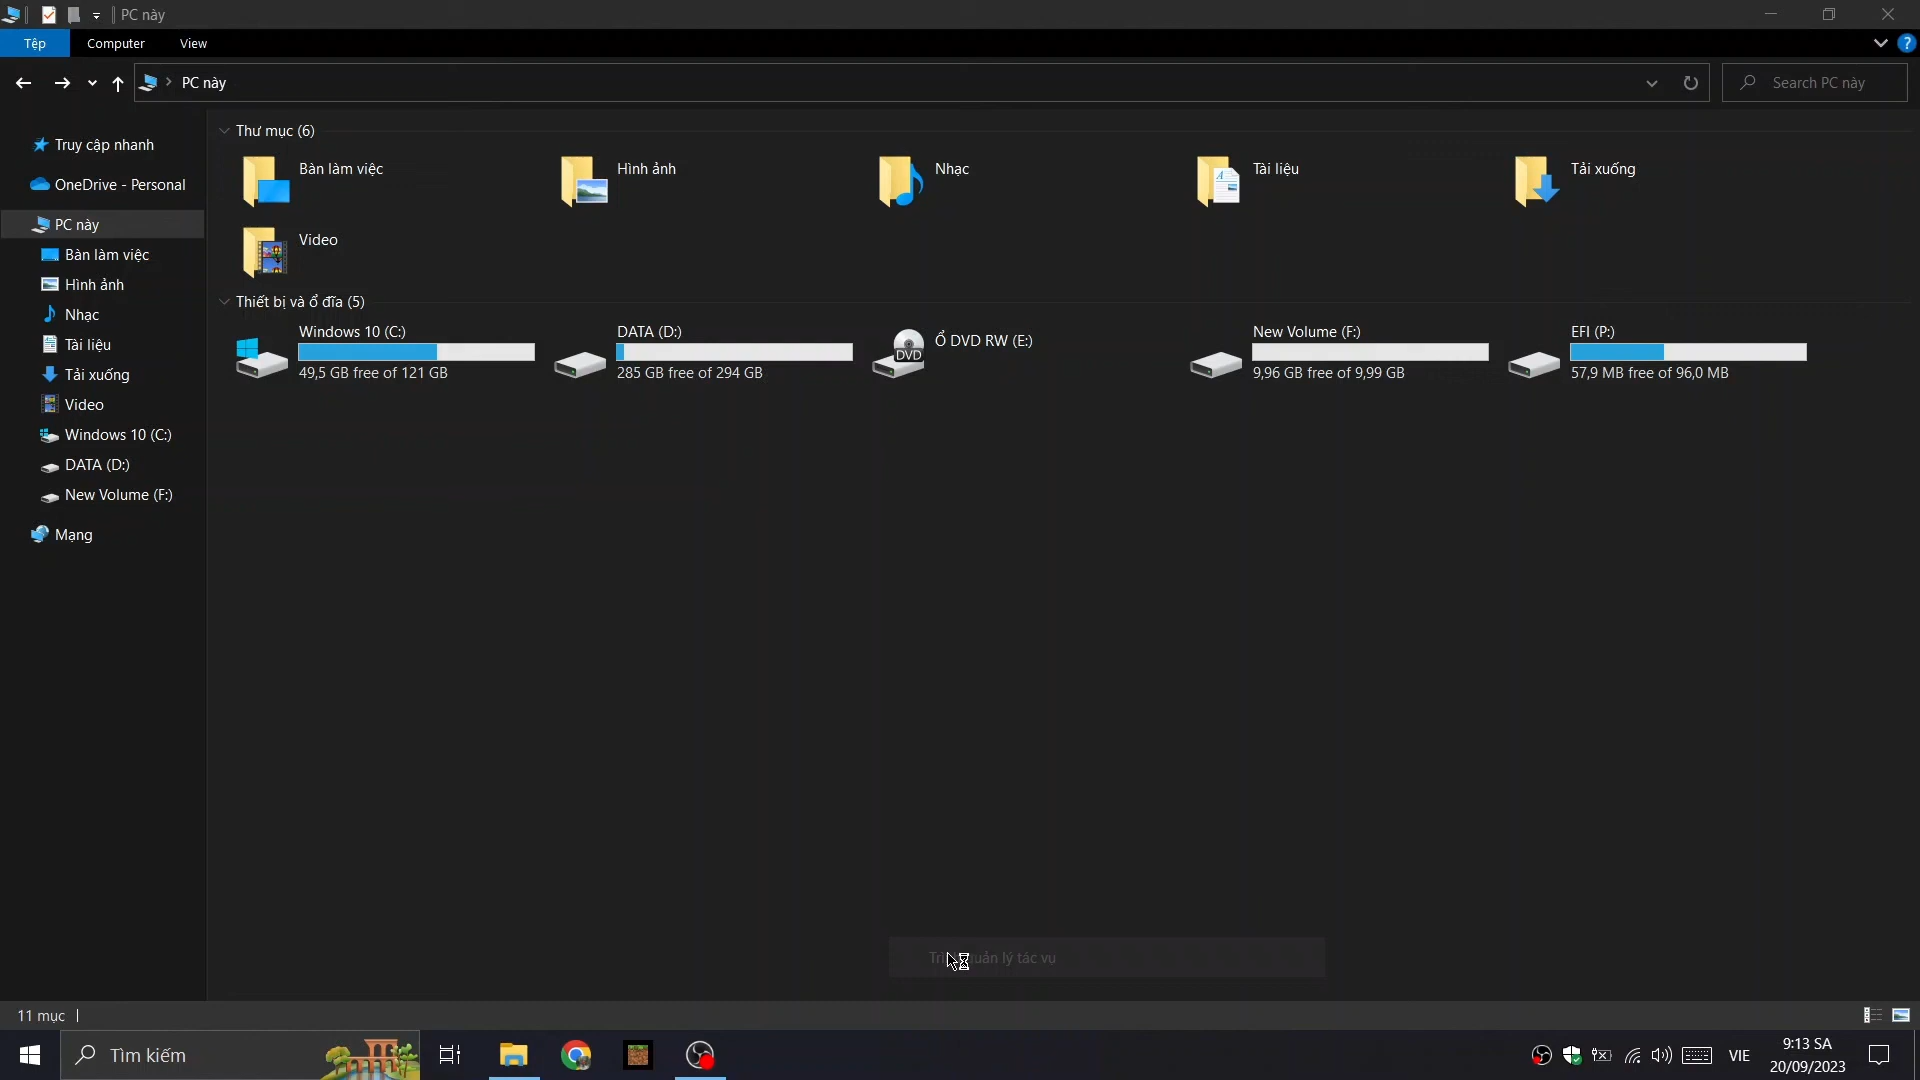 PC này
Tệp
Computer
View
PC này
Search PC này
Truy cập nhanh
OneDrive - Personal
PC này
Bàn làm việc
Hình ảnh
Nhạc
Tài liệu
Tải xuống
Video
Windows 10 (C:)
DATA (D:)
New Volume (F:)
Mạng
Thư mục (6)
Bàn làm việc
Hình ảnh
Nhạc
Tài liệu
Tải xuống
Video
Thiết bị và ổ đĩa (5)
Windows 10 (C:)
49,5 GB free of 121 GB
DATA (D:)
285 GB free of 294 GB
DVD
Ổ DVD RW (E:)
New Volume (F:)
9,96 GB free of 9,99 GB
EFI (P:)
57,9 MB free of 96,0 MB
lý tác vụ
11 mục
Tìm kiếm
VIE
9:13 SA
20/09/2023